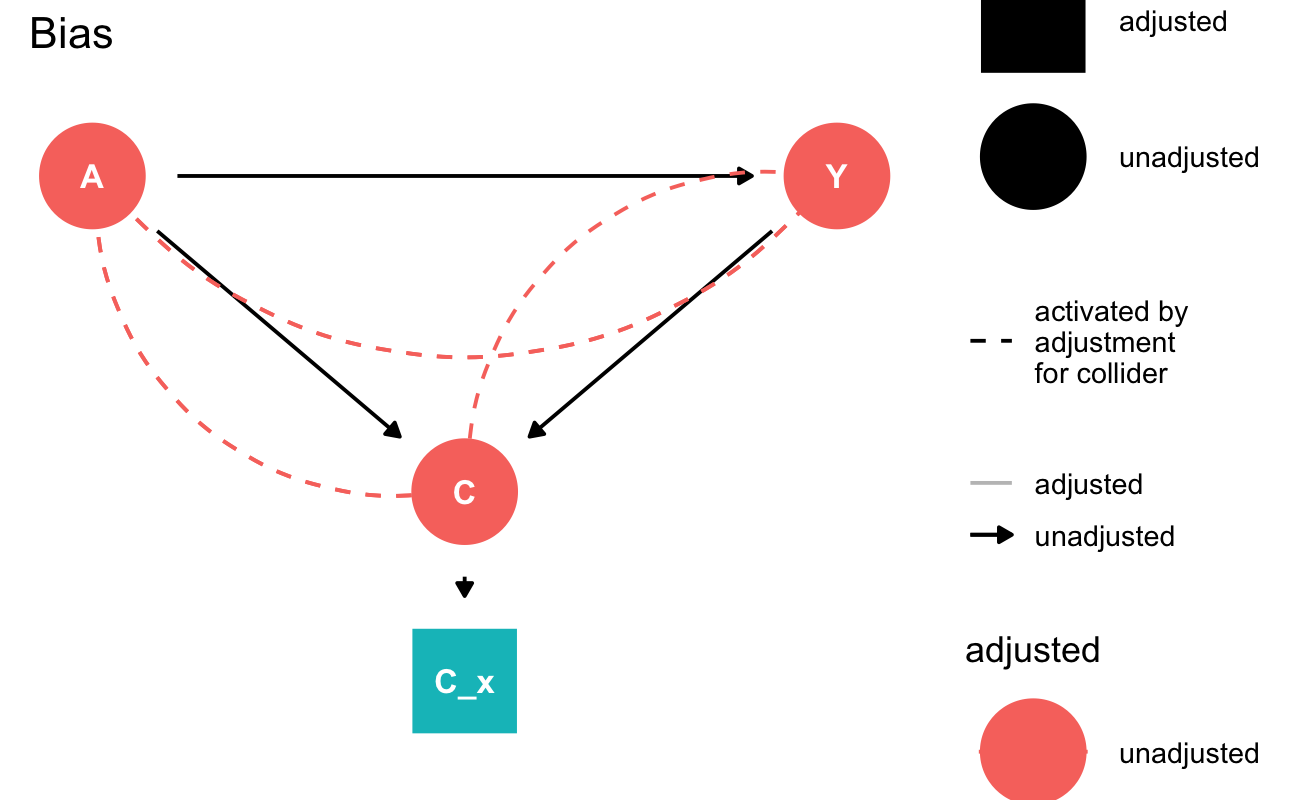 Bias
A
Y
C
C_x
adjusted
unadjusted
activated by
adjustment
for collider
adjusted
unadjusted
adjusted
unadjusted